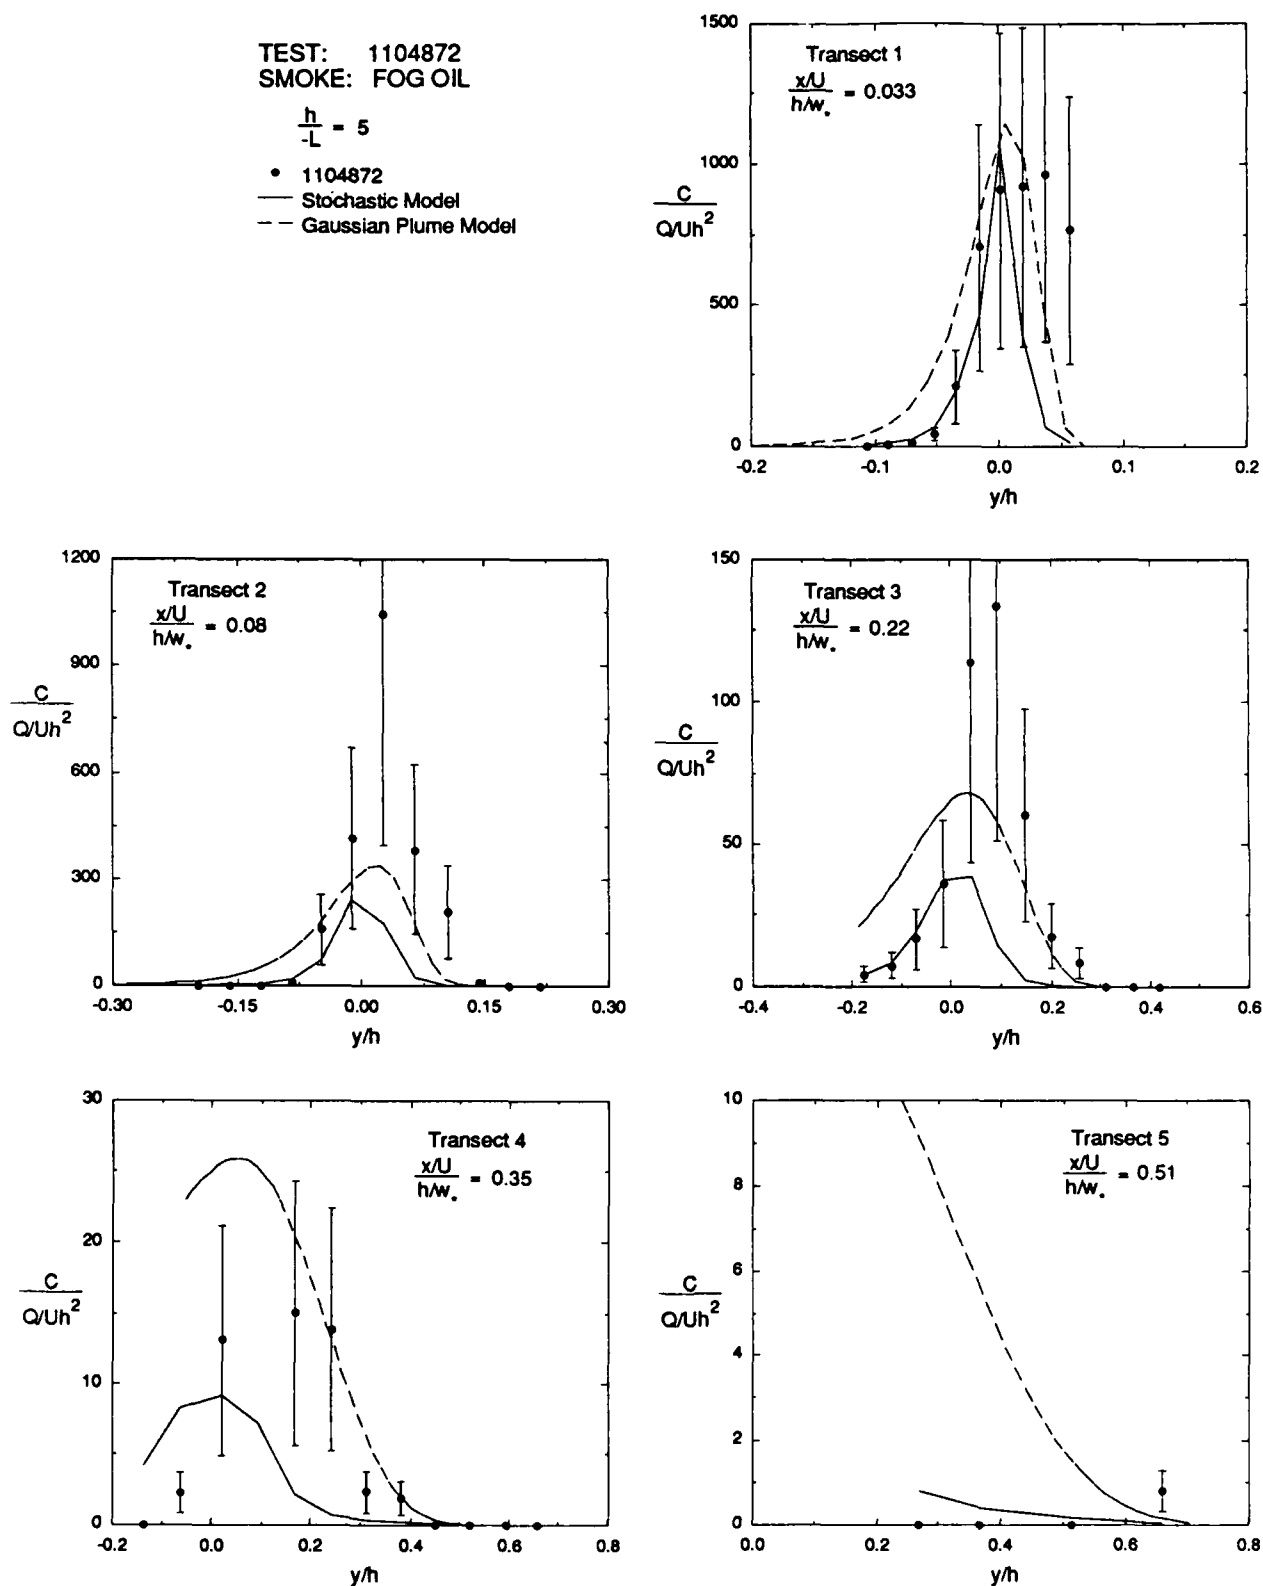 TEST: 1104872
SMOKE: FOG OIL
h
-L = 5
1104872
Stochastic Model
Gaussian Plume Model
Transect 1
x/U
h/w* = 0.033
C
Q/Uh²
1500
1000
500
0
-0.2 -0.1 0.0 0.1 0.2
y/h
Transect 2
x/U
h/w* = 0.08
C
Q/Uh²
1200
900
600
300
0
-0.30 -0.15 0.00 0.15 0.30
y/h
Transect 3
x/U
h/w* = 0.22
C
Q/Uh²
150
100
50
0
-0.4 -0.2 0.0 0.2 0.4 0.6
y/h
Transect 4
x/U
h/w* = 0.35
C
Q/Uh²
30
20
10
0
-0.2 0.0 0.2 0.4 0.6 0.8
y/h
Transect 5
x/U
h/w* = 0.51
C
Q/Uh²
10
8
6
4
2
0
0.0 0.2 0.4 0.6 0.8
y/h